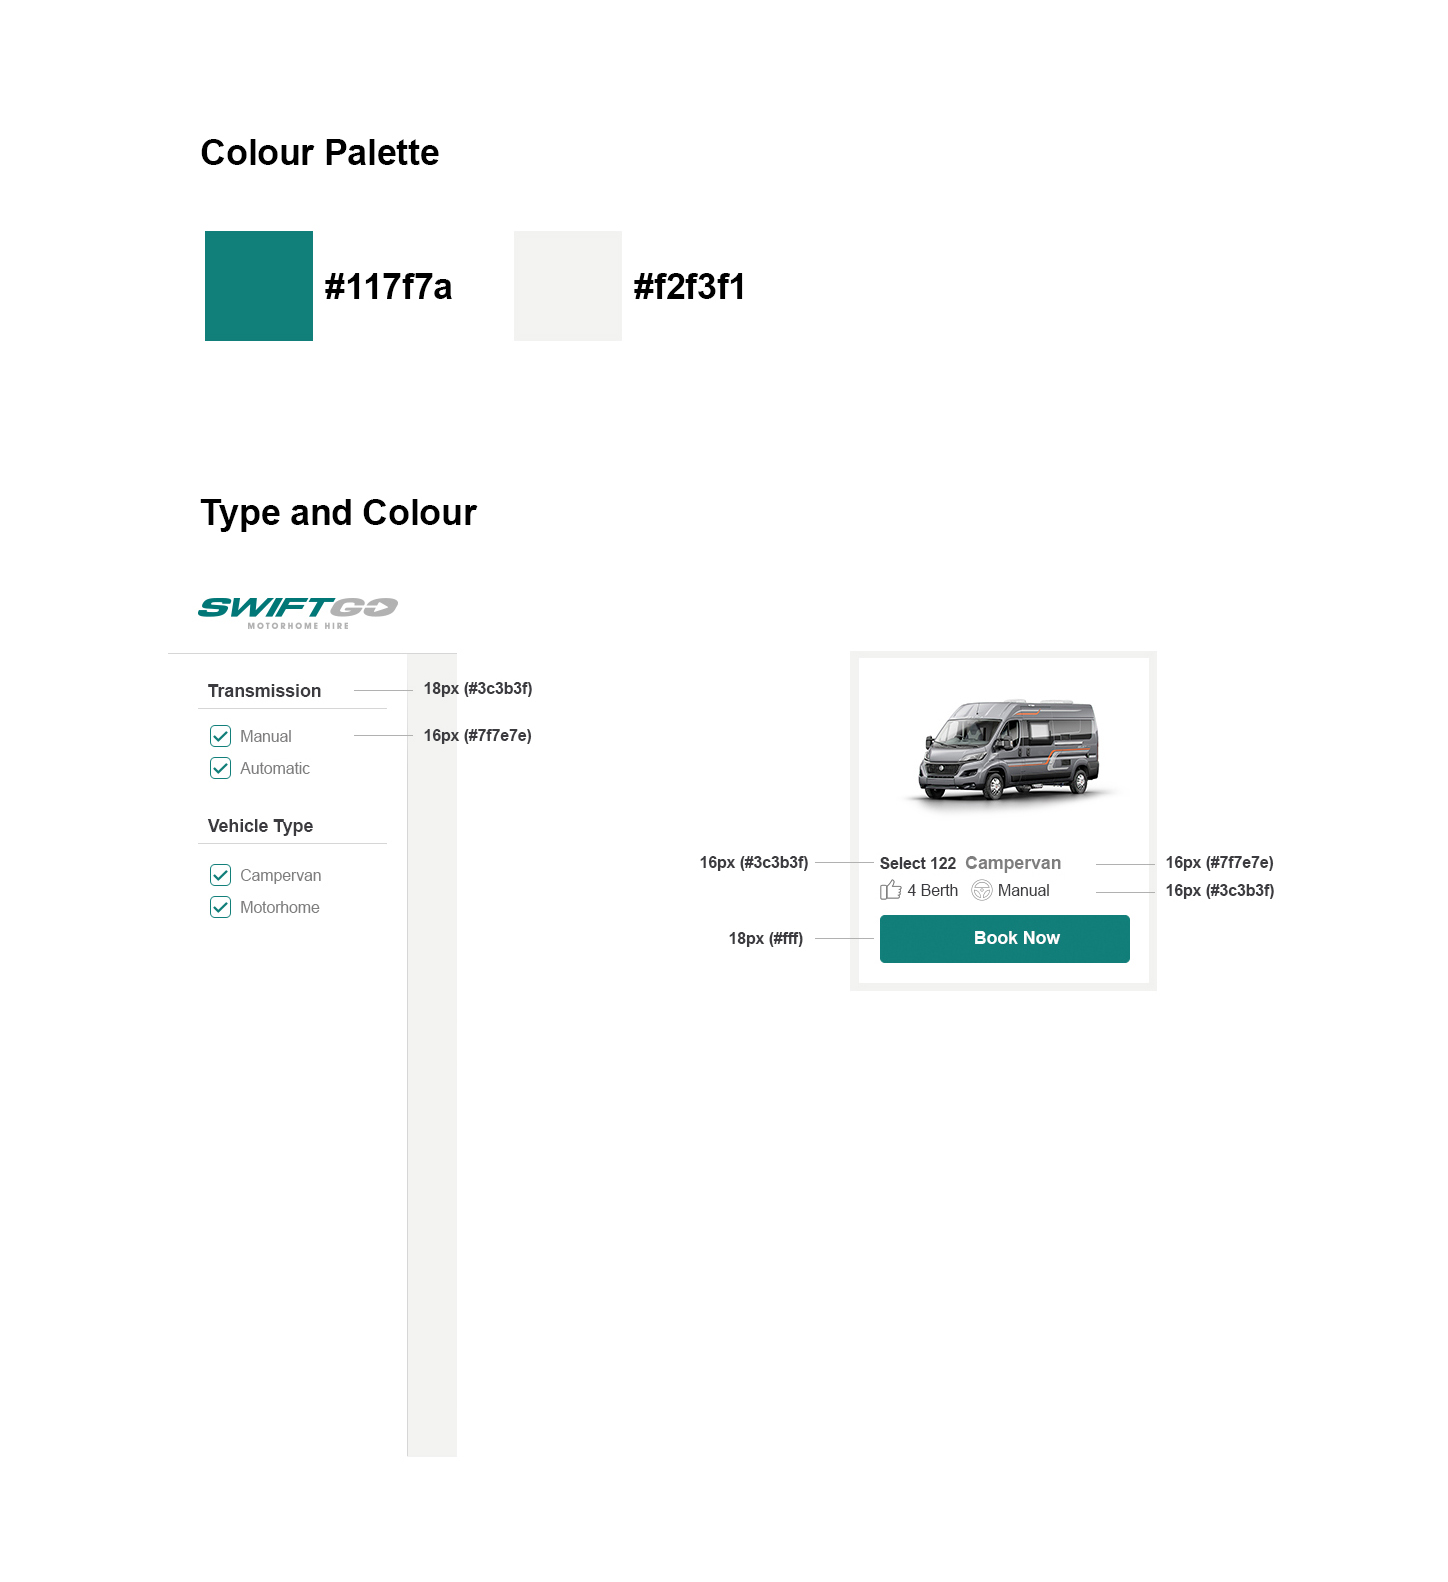 Colour Palette
#117f7a
#f2f3f1
Type and Colour
SWIFTGO
MOTORHOME HIRE
Transmission
18px (#3c3b3f)
Manual
16px (#7f7e7e)
Automatic
Vehicle Type
Campervan
Motorhome
16px (#3c3b3f)
Select 122 Campervan
16px (#7f7e7e)
4 Berth Manual
16px (#3c3b3f)
18px (#fff)
Book Now